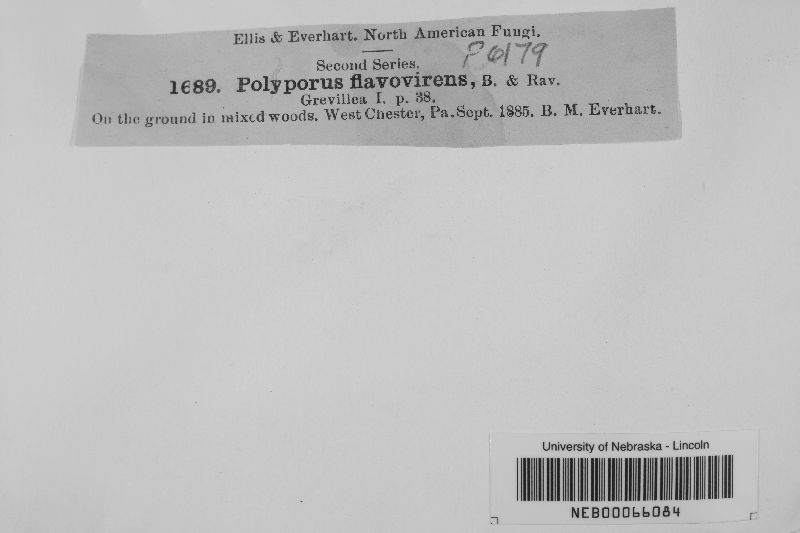 Ellis & Everhart. North American Fungi.
P 6179
Second Series.
1689. Polyporus flavovirens, B. & Rav.
Grevillea I. p. 38.
On the ground in mixed woods. West Chester, Pa. Sept. 1885. B. M. Everhart.
University of Nebraska - Lincoln
NEB00066084